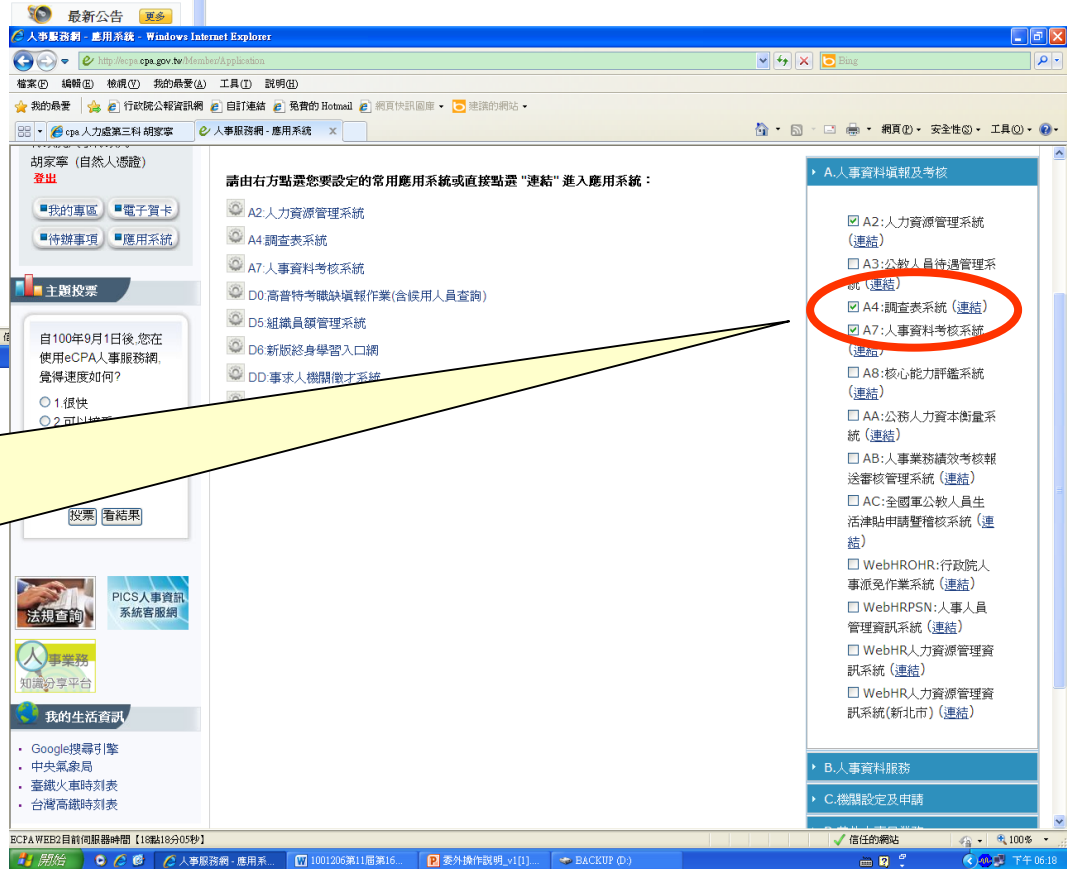 最新公告 更多
人事服務網 - 應用系統 - Windows Internet Explorer
http://ecpa.cpa.gov.tw/Member/Application
Bing
檔案(F) 編輯(E) 檢視(V) 我的最愛(A) 工具(T) 說明(H)
我的最愛 行政院公報資訊網 自訂連結 免費的 Hotmail 網頁快訊圖庫 建議的網站
cpa 人力處第三科 胡家寧 人事服務網 - 應用系統 網頁(P) 安全性(S) 工具(O)
胡家寧 (自然人憑證)
登出
我的專區 電子賀卡
待辦事項 應用系統
主題投票
自100年9月1日後,您在
使用eCPA人事服務網,
覺得速度如何?
1.很快
投票 看結果
法規查詢
PICS人事資訊
系統客服網
人事業務
知識分享平台
我的生活資訊
Google搜尋引擎
中央氣象局
臺鐵火車時刻表
台灣高鐵時刻表
請由右方點選您要設定的常用應用系統或直接點選 "連結" 進入應用系統：
A2:人力資源管理系統
A4:調查表系統
A7:人事資料考核系統
D0:高普特考職缺填報作業(含候用人員查詢)
D5:組織員額管理系統
D6:新版終身學習入口網
DD:事求人機關徵才系統
A.人事資料填報及考核
A2:人力資源管理系統
(連結)
A3:公教人員待遇管理系
統 (連結)
A4:調查表系統 (連結)
A7:人事資料考核系統
(連結)
A8:核心能力評鑑系統
(連結)
AA:公務人力資本衡量系
統 (連結)
AB:人事業務績效考核報
送審核管理系統 (連結)
AC:全國軍公教人員生
活津貼申請暨稽核系統 (連
結)
WebHROHR:行政院人
事派免作業系統 (連結)
WebHRPSN:人事人員
管理資訊系統 (連結)
WebHR人力資源管理資
訊系統 (連結)
WebHR人力資源管理資
訊系統(新北市) (連結)
B.人事資料服務
C.機關設定及申請
ECPAWEB2目前伺服器時間【18點18分05秒】
信任的網站 100%
開始 人事服務網 - 應用系... 1001206第11屆第16... 委外操作說明_v1[1].... BACKUP (D:) 下午 06:18